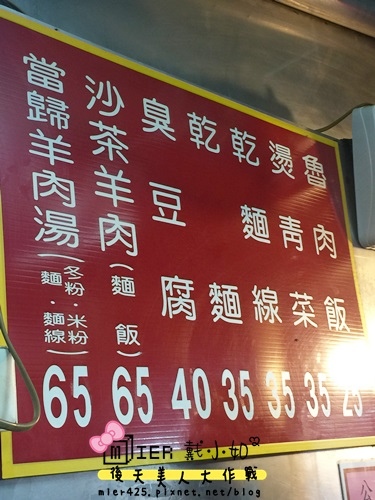 魯肉飯 25
燙青菜 35
乾麵線 35
乾麵 35
臭豆腐 40
沙茶羊肉(麵 飯) 65
當歸羊肉湯(冬粉·米粉 麵·麵線) 65
MIER 戴小如
後天美人大作戰
mier425.pixnet.net/blog